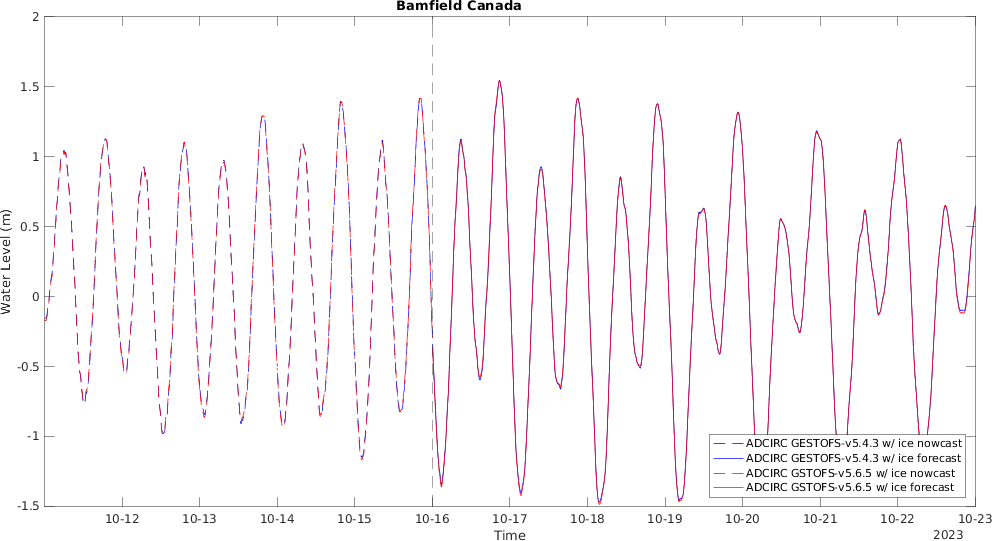 Bamfield Canada
2
1.5
1
0.5
0
-0.5
-1
-1.5
Water Level (m)
ADCIRC GESTOFS-v5.4.3 w/ ice nowcast
ADCIRC GESTOFS-v5.4.3 w/ ice forecast
ADCIRC GSTOFS-v5.6.5 w/ ice nowcast
ADCIRC GSTOFS-v5.6.5 w/ ice forecast
10-12 10-13 10-14 10-15 10-16 10-17 10-18 10-19 10-20 10-21 10-22 10-23
Time
2023